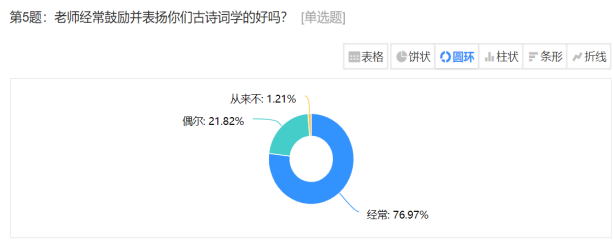 第5题：老师经常鼓励并表扬你们古诗词学的好吗？ [单选题]
表格 饼状 圆环 柱状 条形 折线
从来不: 1.21%
偶尔: 21.82%
经常: 76.97%